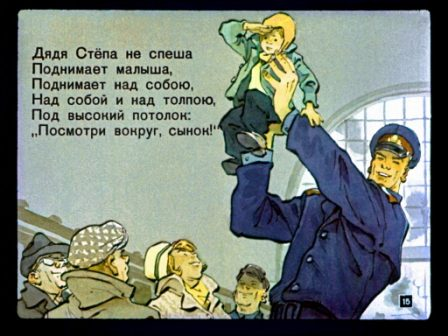 Дядя Стёпа не спеша
Поднимает малыша,
Поднимает над собою,
Над собой и над толпою,
Под высокий потолок:
„Посмотри вокруг, сынок!"
15